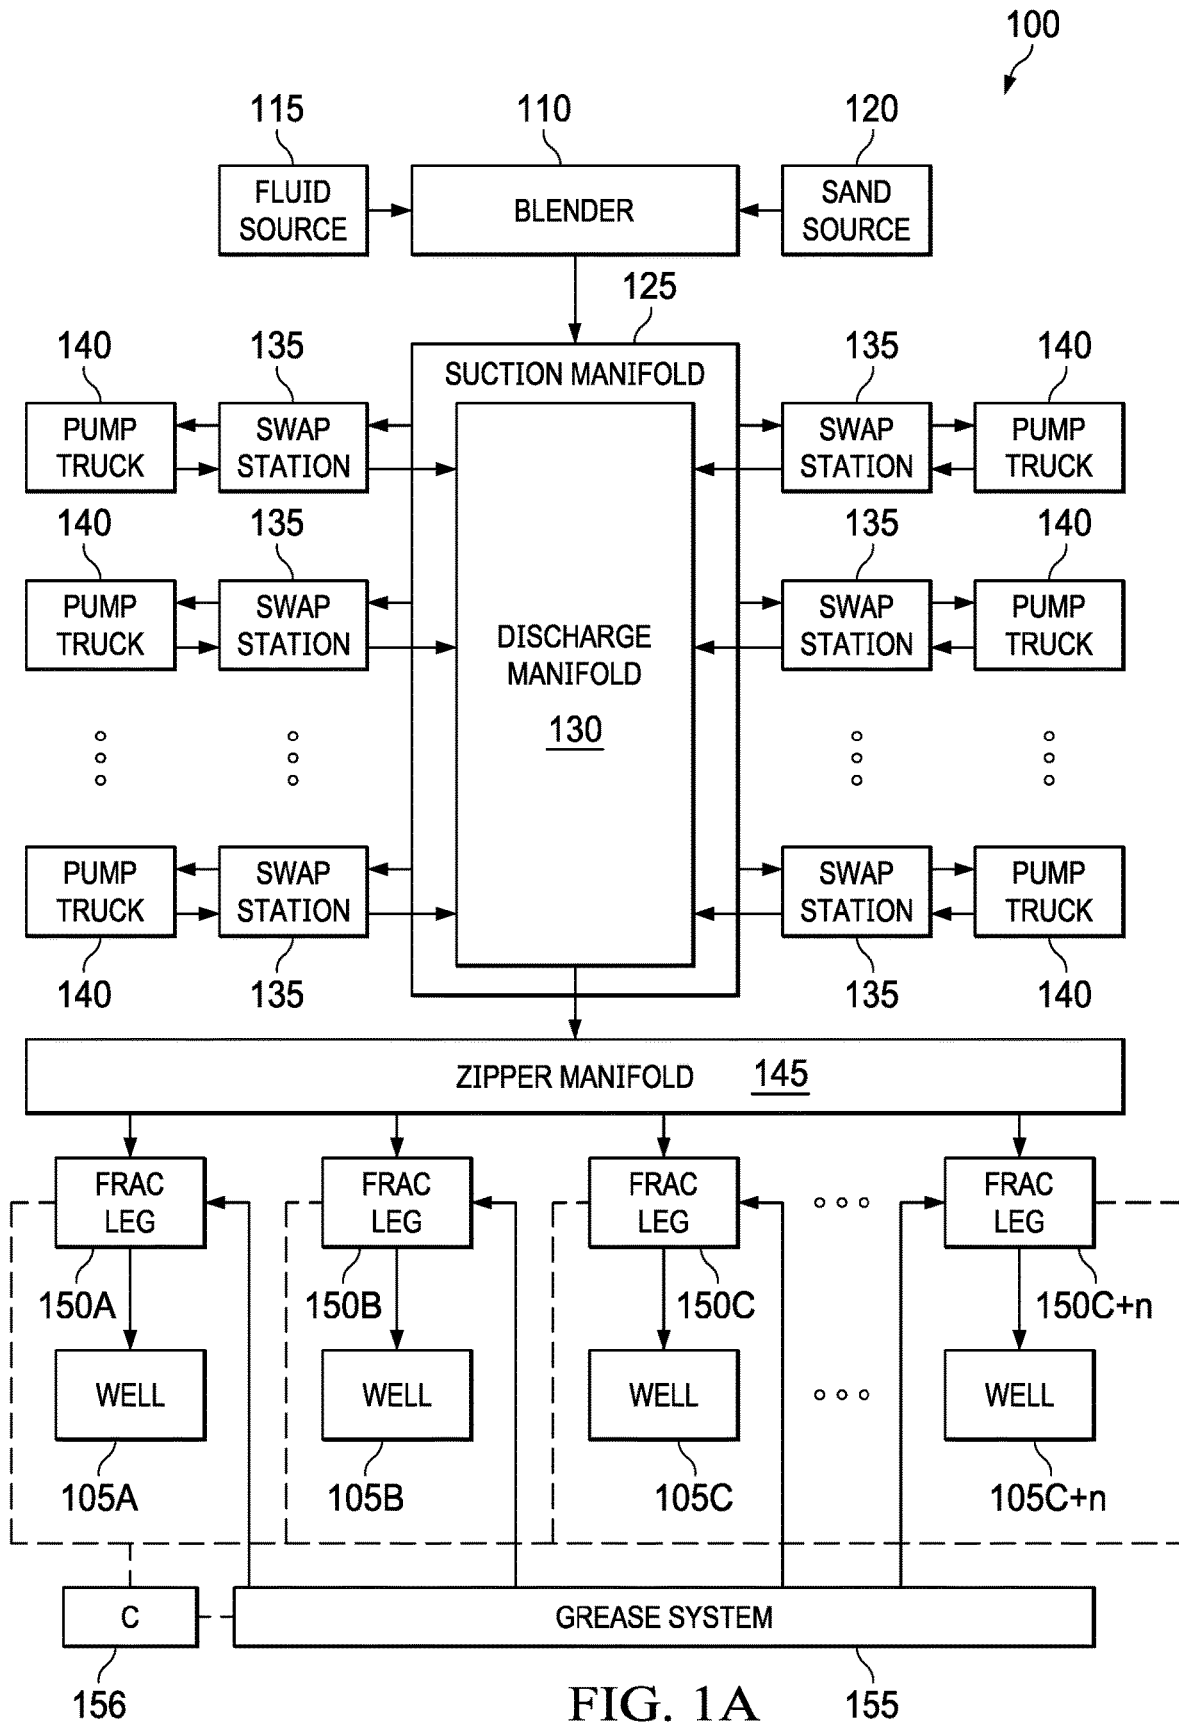 100
115
110
120
FLUID
SOURCE
BLENDER
SAND
SOURCE
125
140
135
SUCTION MANIFOLD
135
140
PUMP
TRUCK
SWAP
STATION
SWAP
STATION
PUMP
TRUCK
140
135
135
140
PUMP
TRUCK
SWAP
STATION
DISCHARGE
MANIFOLD
130
SWAP
STATION
PUMP
TRUCK
PUMP
TRUCK
SWAP
STATION
SWAP
STATION
PUMP
TRUCK
140
135
135
140
ZIPPER MANIFOLD 145
FRAC
LEG
FRAC
LEG
FRAC
LEG
FRAC
LEG
150A
150B
150C
150C+n
WELL
WELL
WELL
WELL
105A
105B
105C
105C+n
C
GREASE SYSTEM
156
155
FIG. 1A